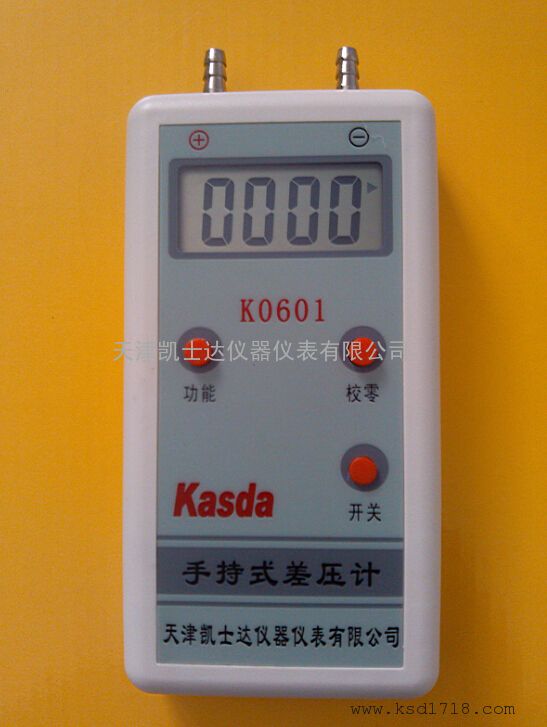 ⊕ ⊖
0000
K0601
天津凯士达仪器仪表有限公司
功能 校零
Kasda
开关
手持式差压计
天津凯士达仪器仪表有限公司
www.ksd1718.com